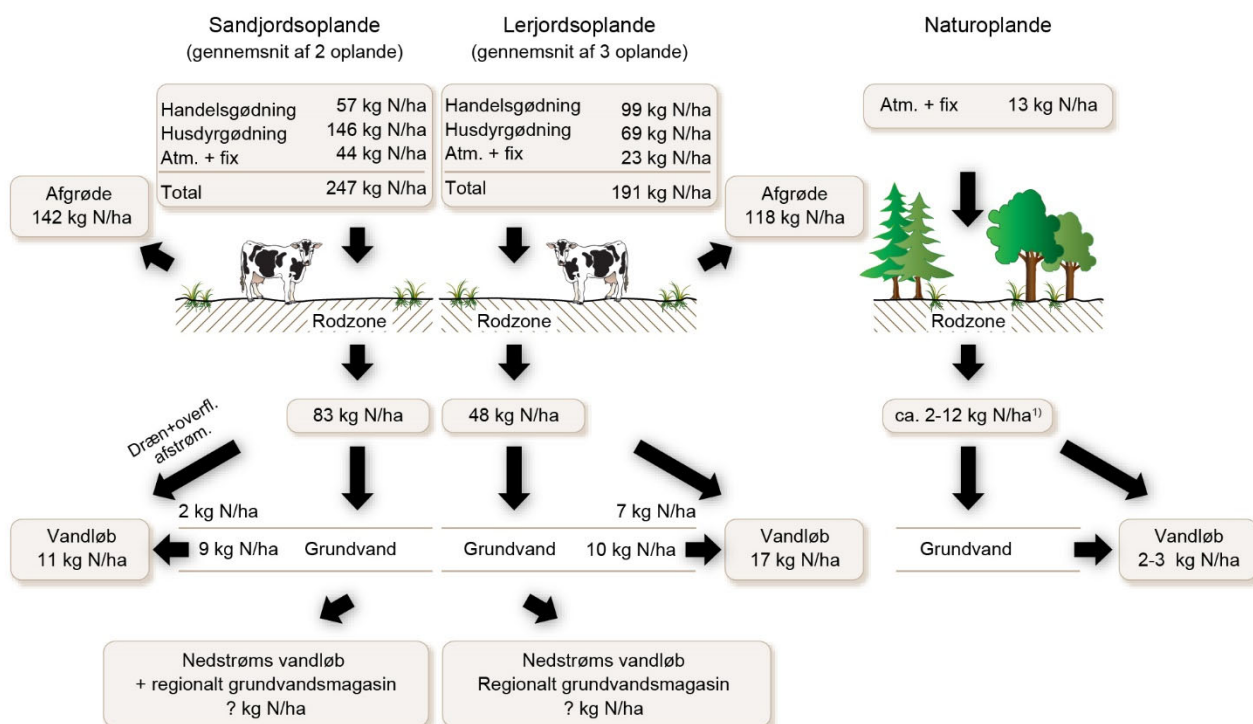 Sandjordsoplande
(gennemsnit af 2 oplande)
Handelsgødning 57 kg N/ha
Husdyrgødning 146 kg N/ha
Atm. + fix 44 kg N/ha
Total 247 kg N/ha
Afgrøde
142 kg N/ha
Rodzone
83 kg N/ha
Dræn+overfl.
afstrøm.
2 kg N/ha
Vandløb
11 kg N/ha
9 kg N/ha
Grundvand
Nedstrøms vandløb
+ regionalt grundvandsmagasin
? kg N/ha
Lerjordsoplande
(gennemsnit af 3 oplande)
Handelsgødning 99 kg N/ha
Husdyrgødning 69 kg N/ha
Atm. + fix 23 kg N/ha
Total 191 kg N/ha
Afgrøde
118 kg N/ha
Rodzone
48 kg N/ha
7 kg N/ha
Grundvand
10 kg N/ha
Vandløb
17 kg N/ha
Nedstrøms vandløb
Regionalt grundvandsmagasin
? kg N/ha
Naturoplande
Atm. + fix 13 kg N/ha
Rodzone
ca. 2-12 kg N/ha¹⁾
Grundvand
Vandløb
2-3 kg N/ha